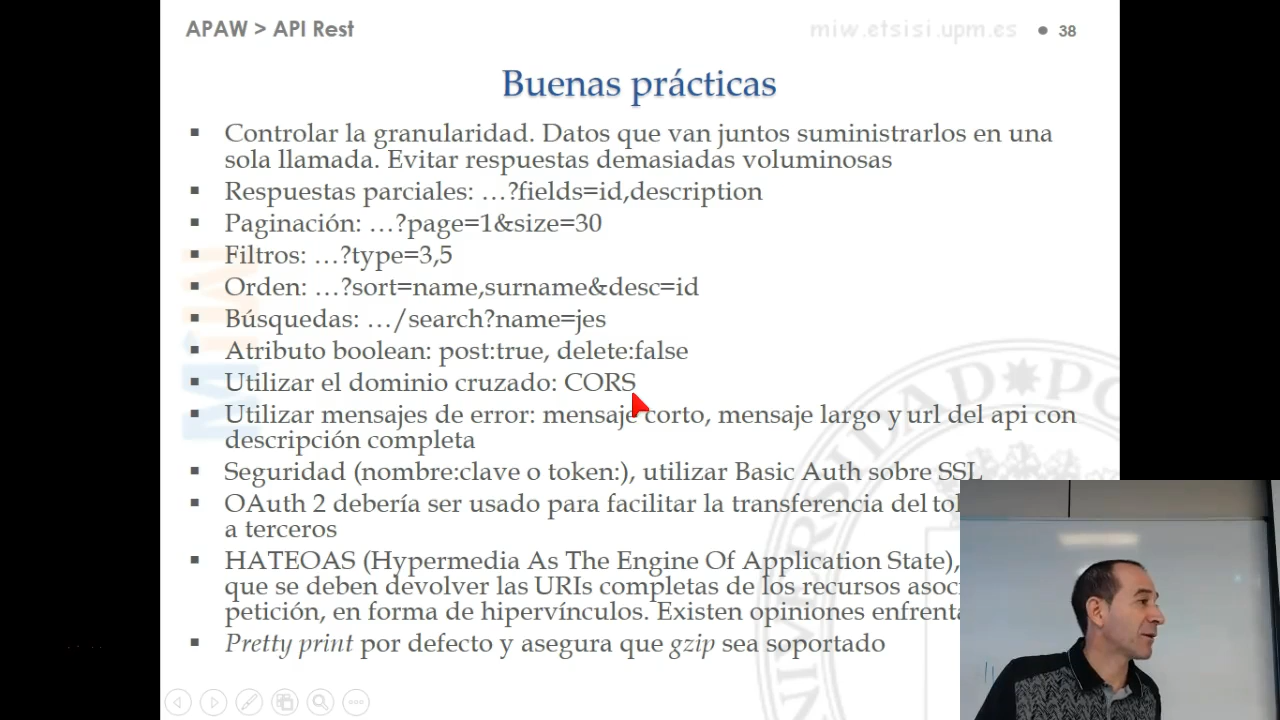 APAW > API Rest
miw.etsisi.upm.es
38
Buenas prácticas
Controlar la granularidad. Datos que van juntos suministrarlos en una
sola llamada. Evitar respuestas demasiadas voluminosas
Respuestas parciales: …?fields=id,description
Paginación: …?page=1&size=30
Filtros: …?type=3,5
Orden: …?sort=name,surname&desc=id
Búsquedas: …/search?name=jes
Atributo boolean: post:true, delete:false
Utilizar el dominio cruzado: CORS
Utilizar mensajes de error: mensaje corto, mensaje largo y url del api con
descripción completa
Seguridad (nombre:clave o token:), utilizar Basic Auth sobre SSL
OAuth 2 debería ser usado para facilitar la transferencia del
a terceros
HATEOAS (Hypermedia As The Engine Of Application State),
que se deben devolver las URIs completas de los recursos
petición, en forma de hipervínculos. Existen opiniones
Pretty print por defecto y asegura que gzip sea soportado